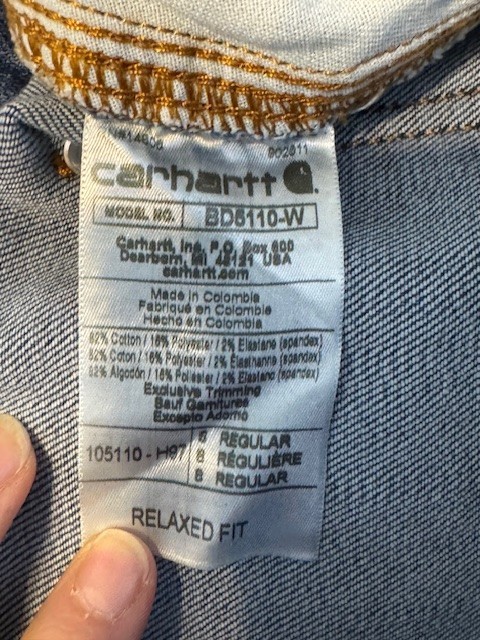 carhartt
MODEL NO. BD5110-W
Carhartt, Inc. P.O. Box 600
Dearborn, MI 48121 USA
carhartt.com
Made in Colombia
Fabriqué en Colombie
Hecho en Colombia
82% Cotton / 16% Polyester / 2% Elastane (spandex)
82% Coton / 16% Polyester / 2% Élasthanne (spandex)
82% Algodón / 16% Poliester / 2% Elastano (spandex)
Exclusive Trimming
Sauf Garnitures
Excepto Adorno
105110 - H97
8 REGULAR
8 RÉGULIÈRE
8 REGULAR
RELAXED FIT